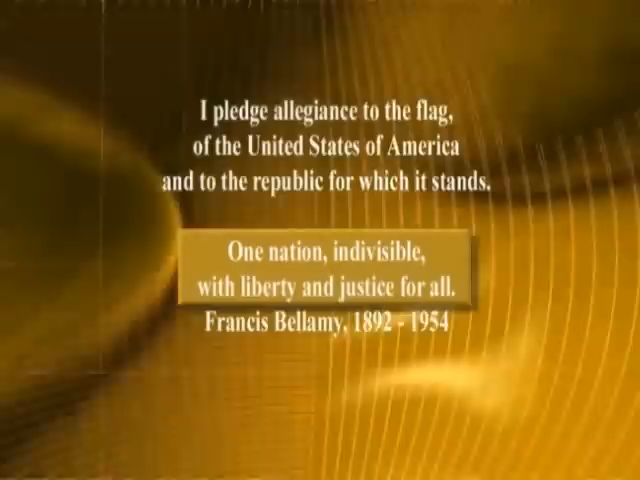 I pledge allegiance to the flag,
of the United States of America
and to the republic for which it stands.
One nation, indivisible,
with liberty and justice for all.
Francis Bellamy, 1892 - 1954